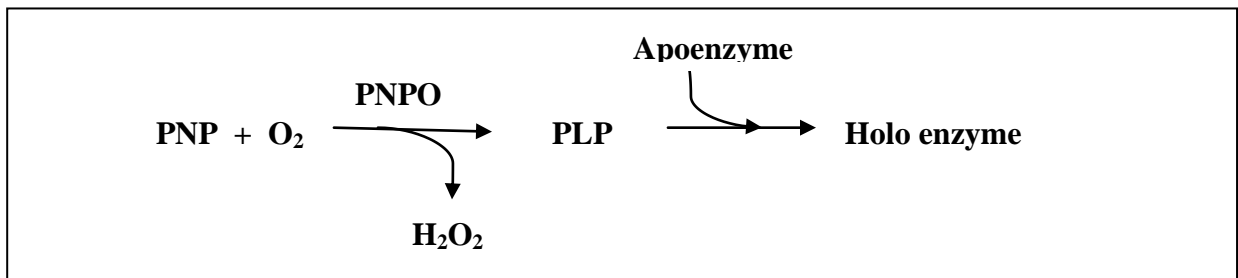 Apoenzyme
PNPO
PNP + O₂ PLP Holo enzyme
H₂O₂